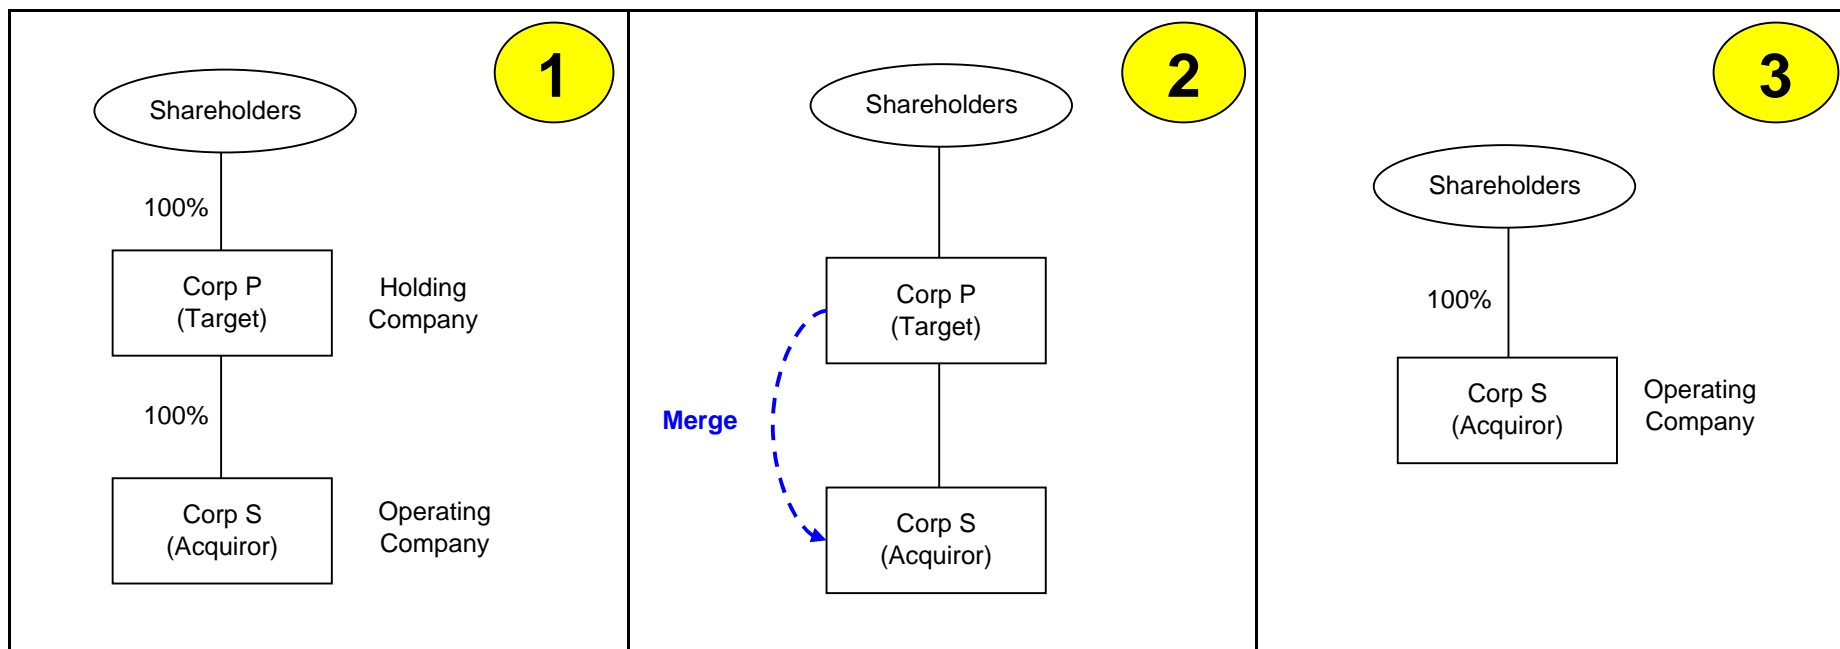 1
Shareholders
100%
Corp P
(Target)
Holding
Company
100%
Corp S
(Acquiror)
Operating
Company
2
Shareholders
Corp P
(Target)
Merge
Corp S
(Acquiror)
3
Shareholders
100%
Corp S
(Acquiror)
Operating
Company